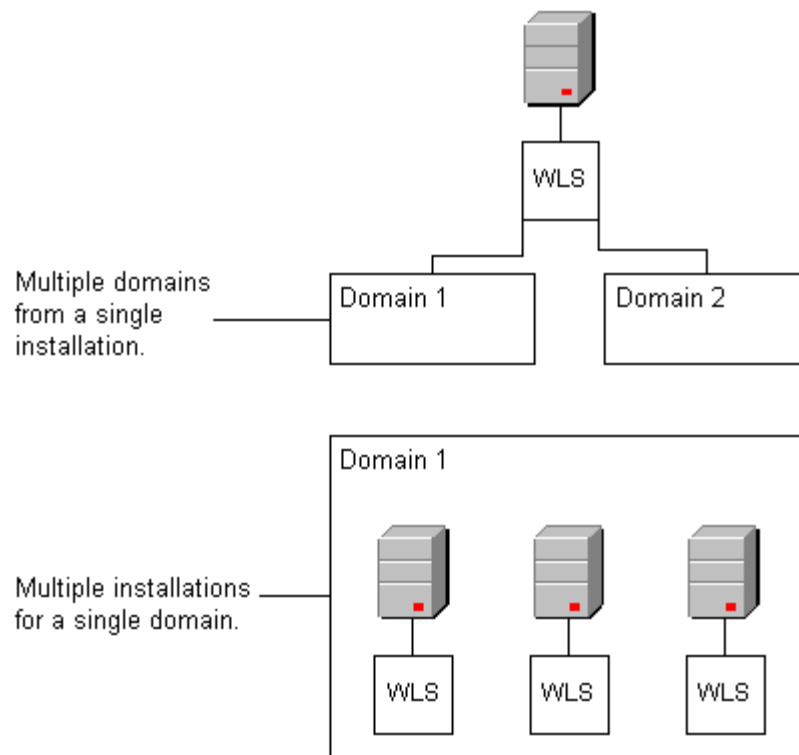 WLS
Multiple domains
from a single
installation.
Domain 1
Domain 2
Domain 1
Multiple installations
for a single domain.
WLS
WLS
WLS